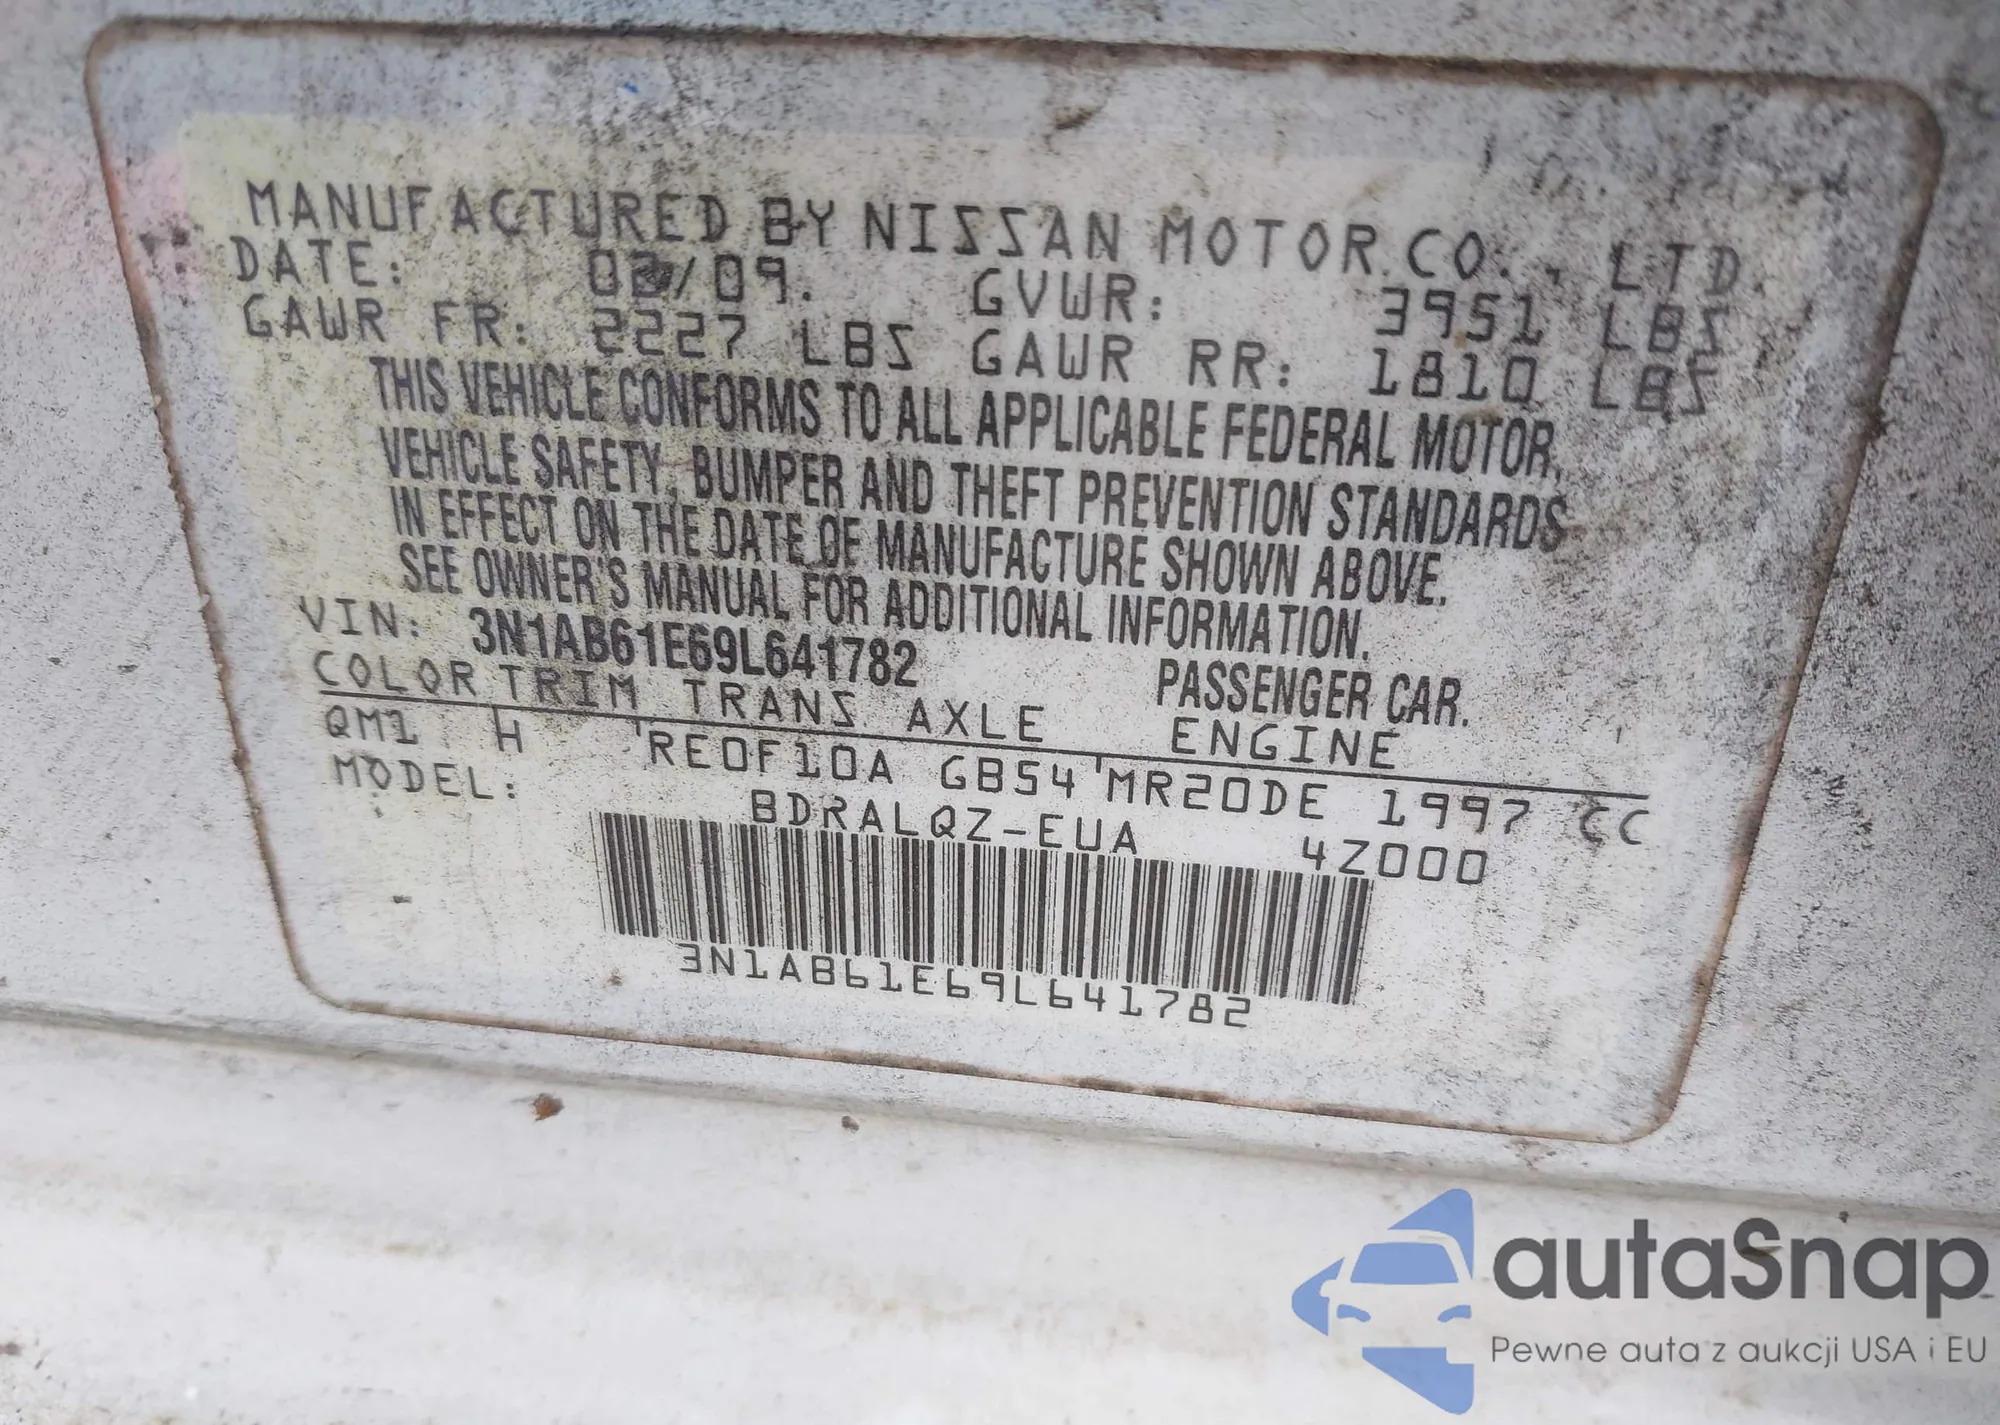 MANUFACTURED BY NISSAN MOTOR CO., LTD.
DATE: /09. GVWR: 3951 LBS
GAWR FR: 2227 LBS GAWR RR: 1810 LBS
THIS VEHICLE CONFORMS TO ALL APPLICABLE FEDERAL MOTOR
VEHICLE SAFETY, BUMPER AND THEFT PREVENTION STANDARDS
IN EFFECT ON THE DATE OF MANUFACTURE SHOWN ABOVE.
SEE OWNER'S MANUAL FOR ADDITIONAL INFORMATION.
VIN: 3N1AB61E69L641782 PASSENGER CAR.
COLOR TRIM TRANS AXLE ENGINE
QM1 H RE0F10A GB54 MR20DE 1997 CC
MODEL: BDRALQZ-EUA 4Z000
3N1AB61E69L641782
autaSnap
Pewne auta z aukcji USA i EU